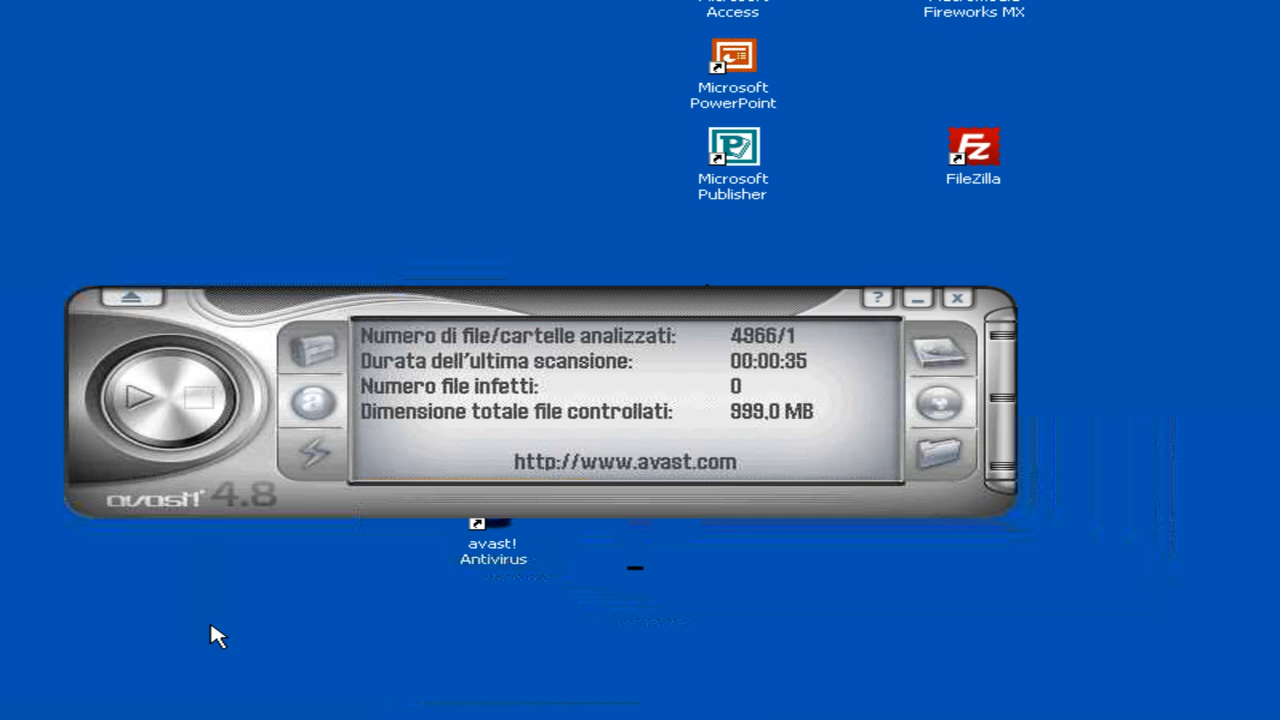 Access
Fireworks MX
Microsoft
PowerPoint
Microsoft
Publisher
FileZilla
Numero di file/cartelle analizzati: 4966/1
Durata dell'ultima scansione: 00:00:35
Numero file infetti: 0
Dimensione totale file controllati: 999,0 MB
http://www.avast.com
avast! 4.8
avast!
Antivirus